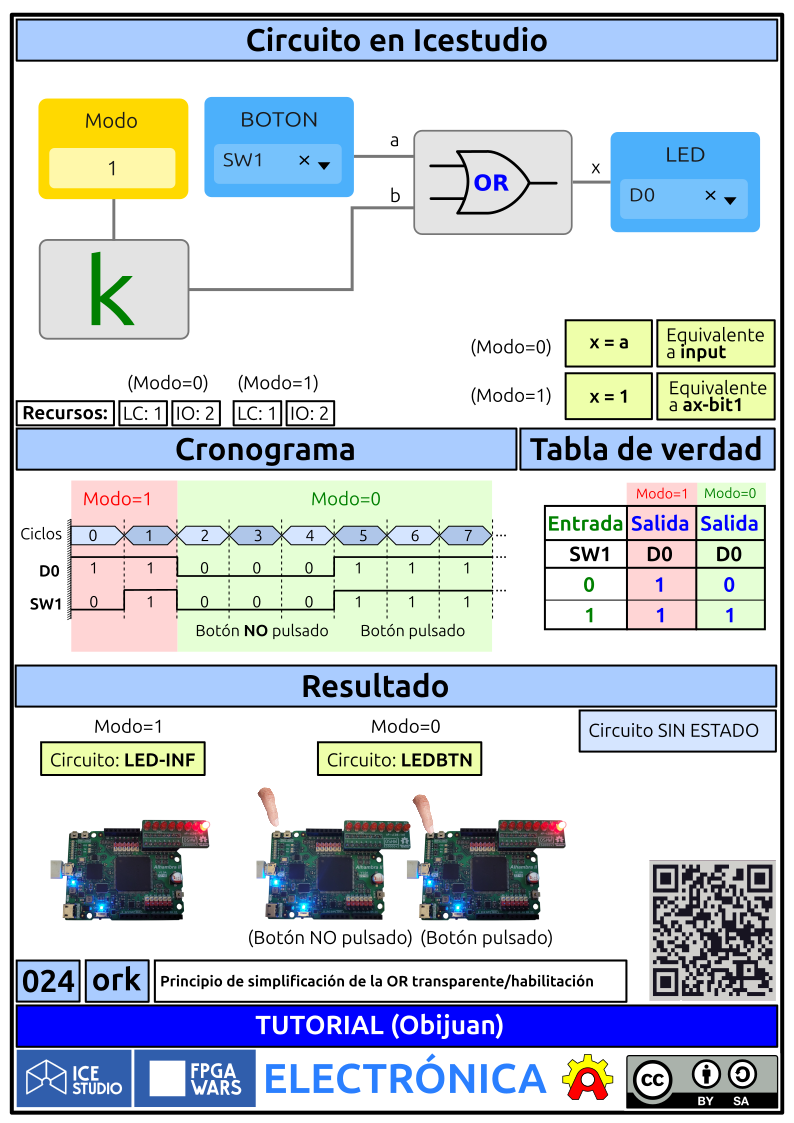 Circuito en Icestudio
Modo
1
BOTON
SW1 × ▾
a
b
OR
x
LED
D0 × ▾
k
(Modo=0)
x = a
Equivalente
a input
(Modo=1)
x = 1
Equivalente
a ax-bit1
(Modo=0) (Modo=1)
Recursos: LC: 1 IO: 2 LC: 1 IO: 2
Cronograma
Modo=1 Modo=0
Ciclos 0 1 2 3 4 5 6 7 ...
D0 1 1 0 0 0 1 1 1
SW1 0 1 0 0 0 1 1 1
Botón NO pulsado Botón pulsado
Tabla de verdad
Modo=1 Modo=0
Entrada Salida Salida
SW1 D0 D0
0 1 0
1 1 1
Resultado
Modo=1
Circuito: LED-INF
Modo=0
Circuito: LEDBTN
Circuito SIN ESTADO
(Botón NO pulsado) (Botón pulsado)
024 ork Principio de simplificación de la OR transparente/habilitación
TUTORIAL (Obijuan)
ICE
STUDIO
FPGA
WARS
ELECTRÓNICA
A
cc
BY SA